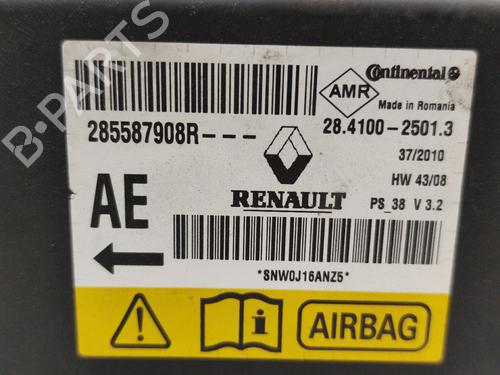 Continental
AMR
Made in Romania
285587908R---
28.4100-2501.3
37/2010
HW 43/08
AE
RENAULT
PS_38 V 3.2
*SNW0J16ANZ5*
AIRBAG
B-PARTS